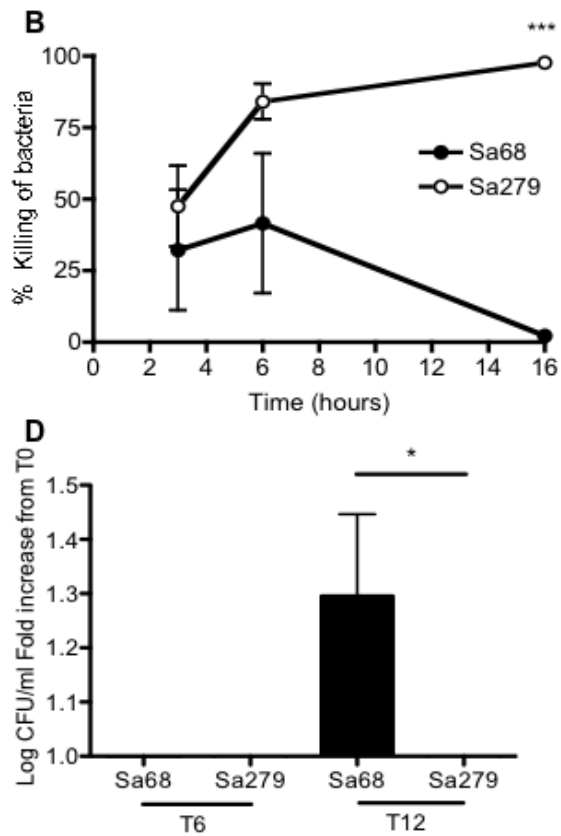 B
***
100
75
50
25
0
% Killing of bacteria
Sa68
Sa279
0 2 4 6 8 10 12 14 16
Time (hours)
D
*
Log CFU/ml Fold increase from T0
1.5
1.4
1.3
1.2
1.1
1.0
Sa68 Sa279 Sa68 Sa279
T6 T12